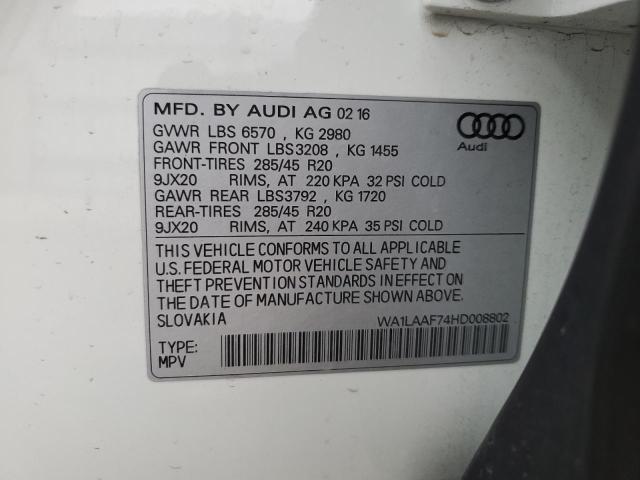 MFD. BY AUDI AG 02 16
GVWR LBS 6570 , KG 2980
GAWR FRONT LBS3208 , KG 1455
FRONT-TIRES 285/45 R20
9JX20 RIMS, AT 220 KPA 32 PSI COLD
GAWR REAR LBS3792 , KG 1720
REAR-TIRES 285/45 R20
9JX20 RIMS, AT 240 KPA 35 PSI COLD
Audi
THIS VEHICLE CONFORMS TO ALL APPLICABLE
U.S. FEDERAL MOTOR VEHICLE SAFETY AND
THEFT PREVENTION STANDARDS IN EFFECT ON
THE DATE OF MANUFACTURE SHOWN ABOVE.
SLOVAKIA WA1LAAF74HD008802
TYPE:
MPV